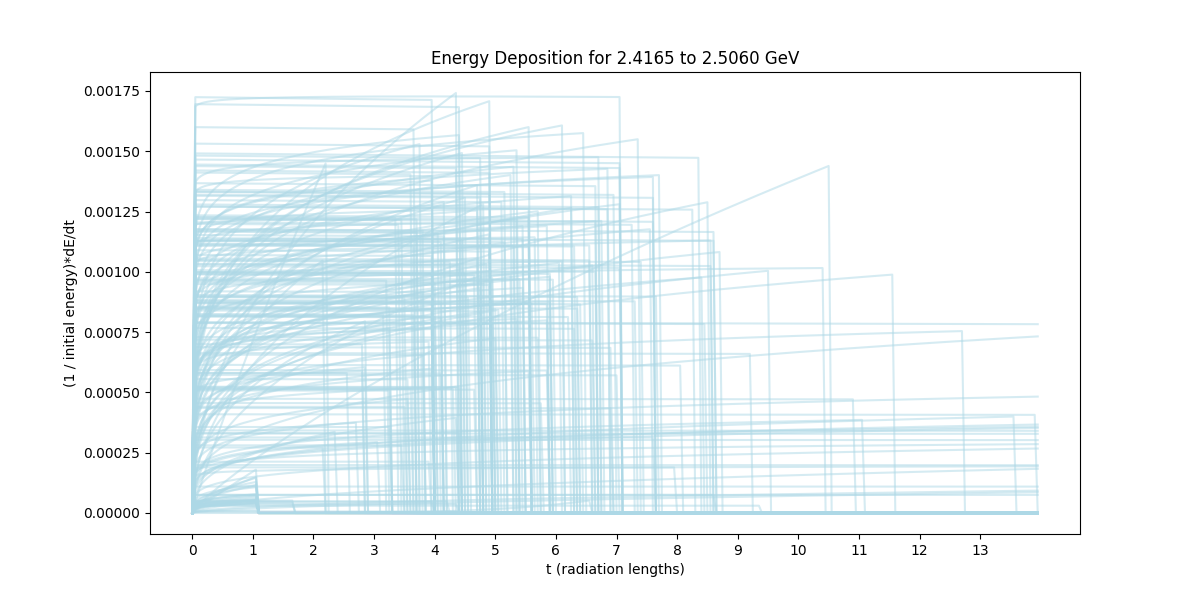 Energy Deposition for 2.4165 to 2.5060 GeV
(1 / initial energy)*dE/dt
0.00175
0.00150
0.00125
0.00100
0.00075
0.00050
0.00025
0.00000
0 1 2 3 4 5 6 7 8 9 10 11 12 13
t (radiation lengths)